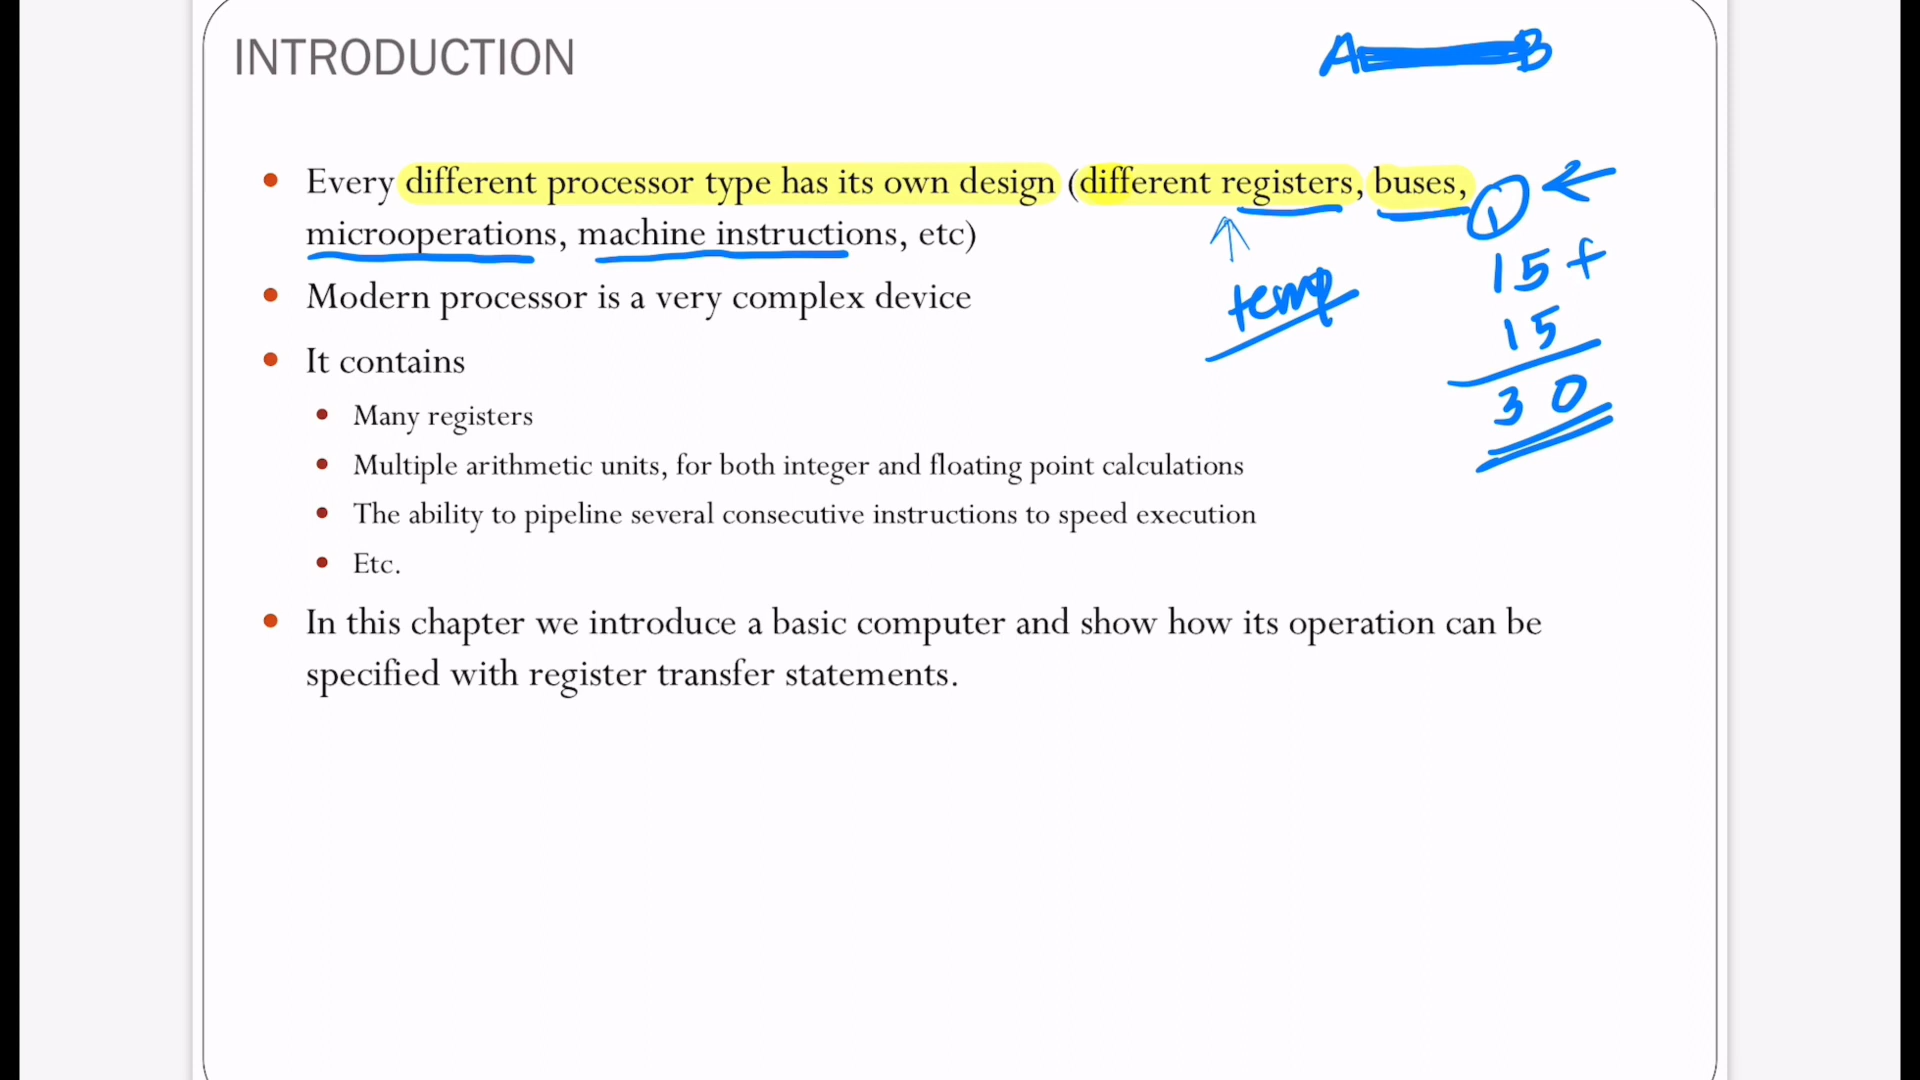 INTRODUCTION
A B
• Every different processor type has its own design (different registers, buses,
microoperations, machine instructions, etc)
1
15 +
15
30
temp
• Modern processor is a very complex device
• It contains
• Many registers
• Multiple arithmetic units, for both integer and floating point calculations
• The ability to pipeline several consecutive instructions to speed execution
• Etc.
• In this chapter we introduce a basic computer and show how its operation can be
specified with register transfer statements.